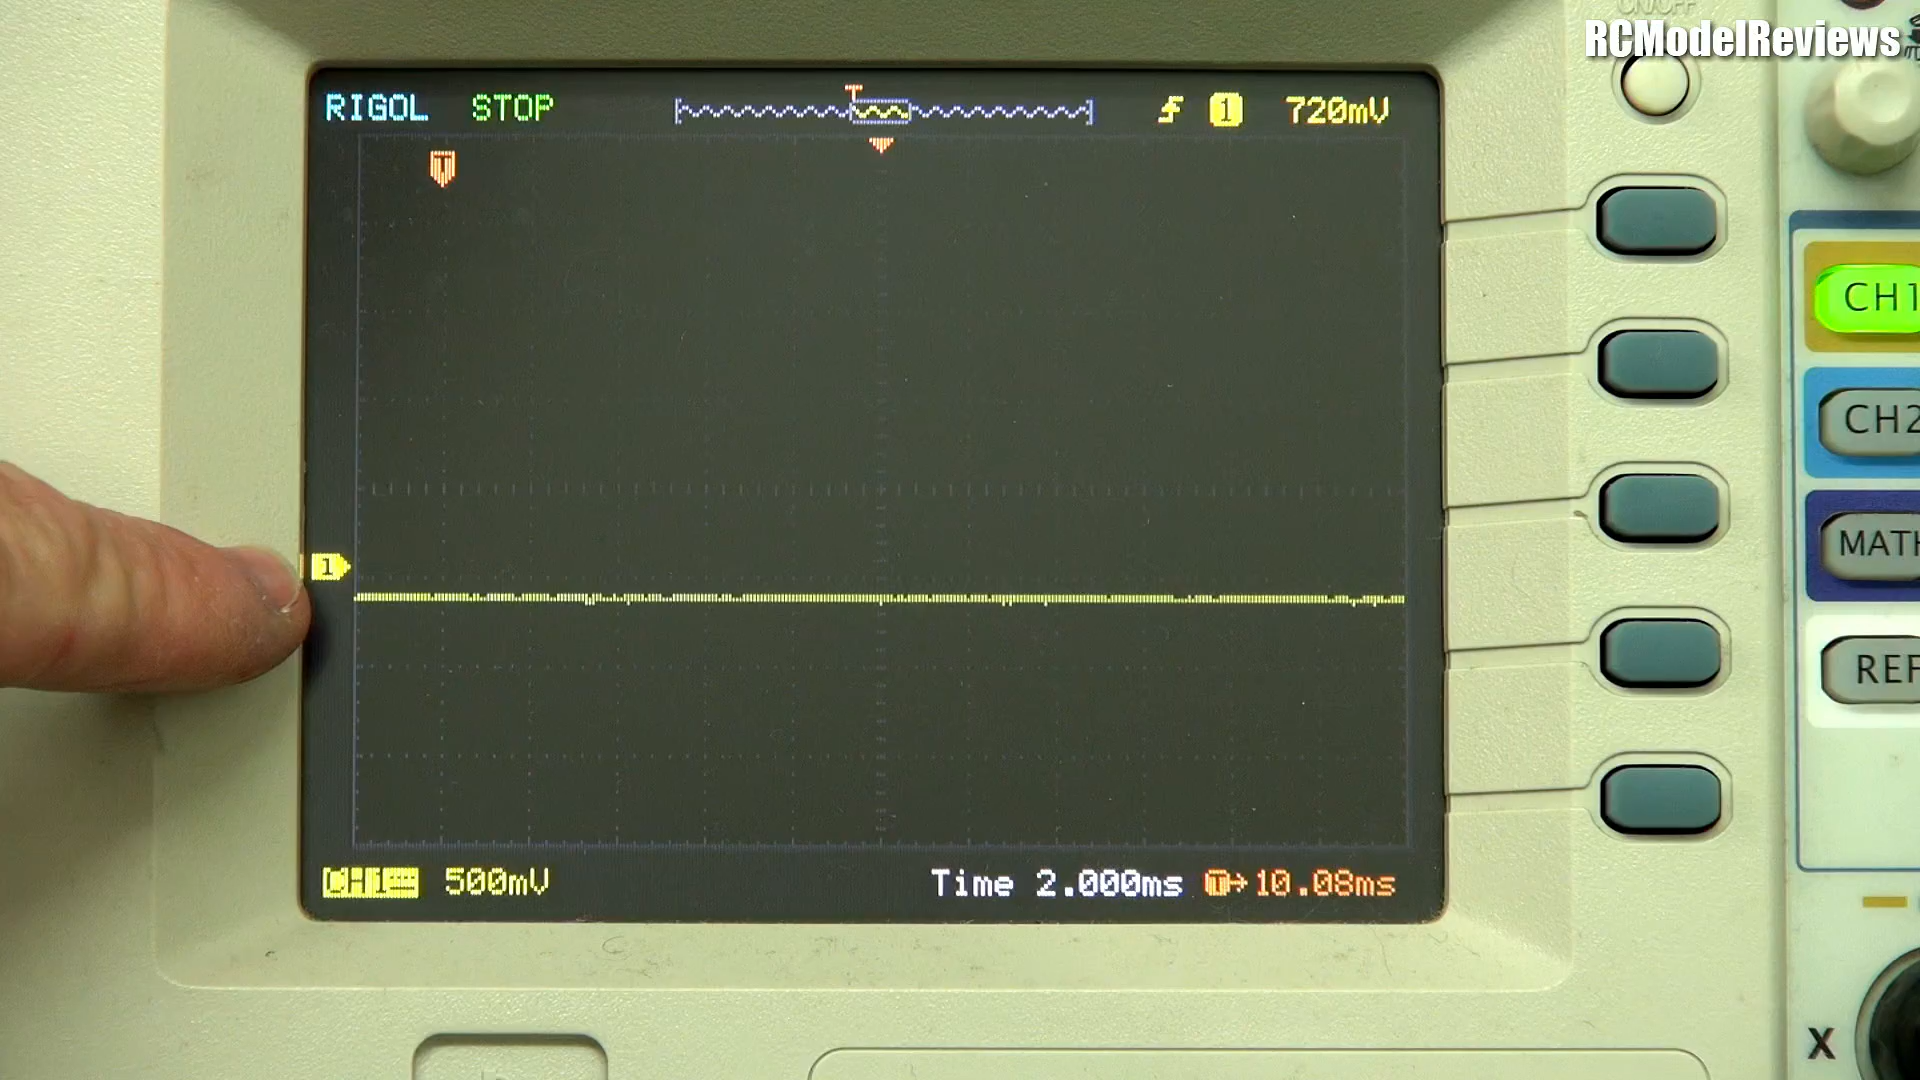 RCModelReviews
RIGOL STOP T 1 720mV
T
CH1
CH2
1
MATH
REF
CH1 500mV Time 2.000ms T→10.08ms
X